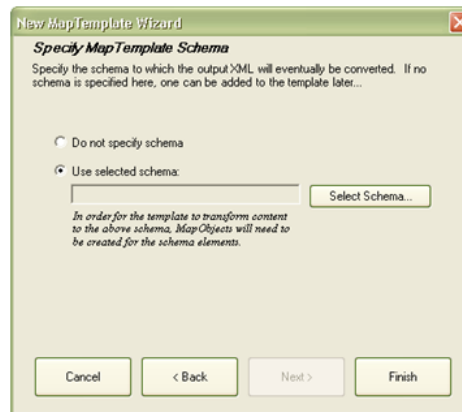 New MapTemplate Wizard
Specify MapTemplate Schema
Specify the schema to which the output XML will eventually be converted. If no
schema is specified here, one can be added to the template later...
Do not specify schema
Use selected schema:
Select Schema...
In order for the template to transform content
to the above schema, MapObjects will need to
be created for the schema elements.
Cancel
< Back
Next >
Finish